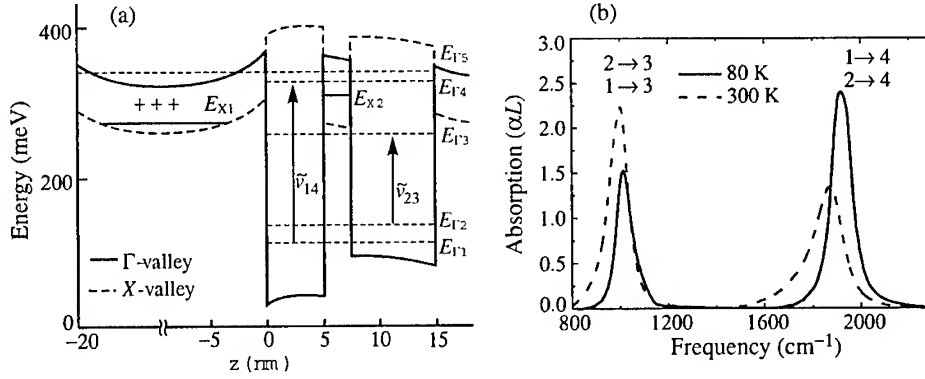 (a)
Energy (meV)
400
200
0
+ + +
E_X1
E_X2
E_Γ5
E_Γ4
E_Γ3
E_Γ2
E_Γ1
ν̃14
ν̃23
Γ-valley
X-valley
-20
-5
0
5
10
15
z (nm)
(b)
Absorption (αL)
3.0
2.5
2.0
1.5
1.0
0.5
0.0
2→3
1→3
80 K
300 K
1→4
2→4
800
1200
1600
2000
Frequency (cm⁻¹)